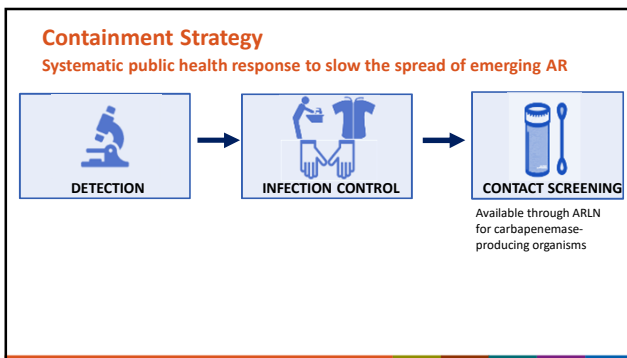 Containment Strategy
Systematic public health response to slow the spread of emerging AR
DETECTION
INFECTION CONTROL
CONTACT SCREENING
Available through ARLN
for carbapenemase-
producing organisms